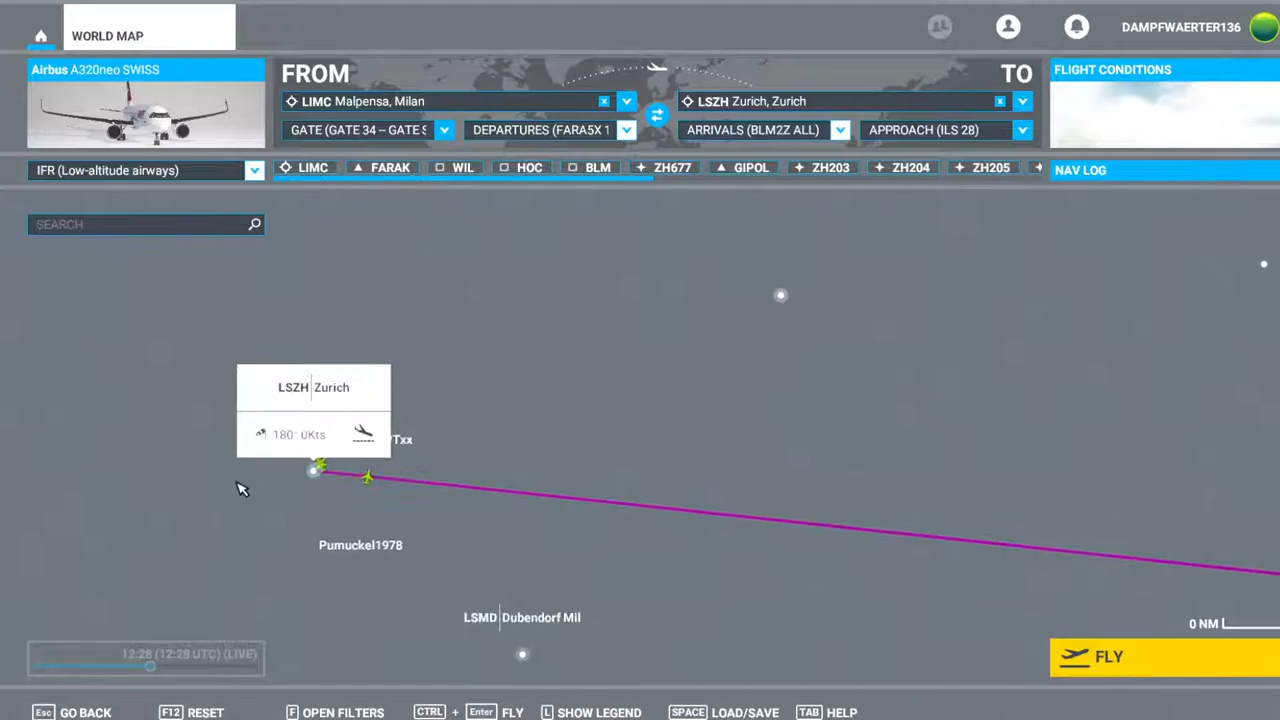 WORLD MAP
DAMPFWAERTER136
Airbus A320neo SWISS
FROM
TO
FLIGHT CONDITIONS
LIMC Malpensa, Milan
LSZH Zurich, Zurich
GATE (GATE 34 – GATE S
DEPARTURES (FARA5X 1
ARRIVALS (BLM2Z ALL)
APPROACH (ILS 28)
IFR (Low-altitude airways)
LIMC FARAK WIL HOC BLM ZH677 GIPOL ZH203 ZH204 ZH205
NAV LOG
SEARCH
LSZH Zurich
180° 0Kts
Txx
Pumuckel1978
LSMD Dubendorf Mil
0 NM
12:28 (12:28 UTC) (LIVE)
FLY
Esc GO BACK
F12 RESET
F OPEN FILTERS
CTRL + Enter FLY
L SHOW LEGEND
SPACE LOAD/SAVE
TAB HELP